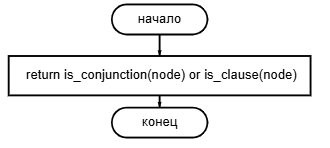 начало
return is_conjunction(node) or is_clause(node)
конец